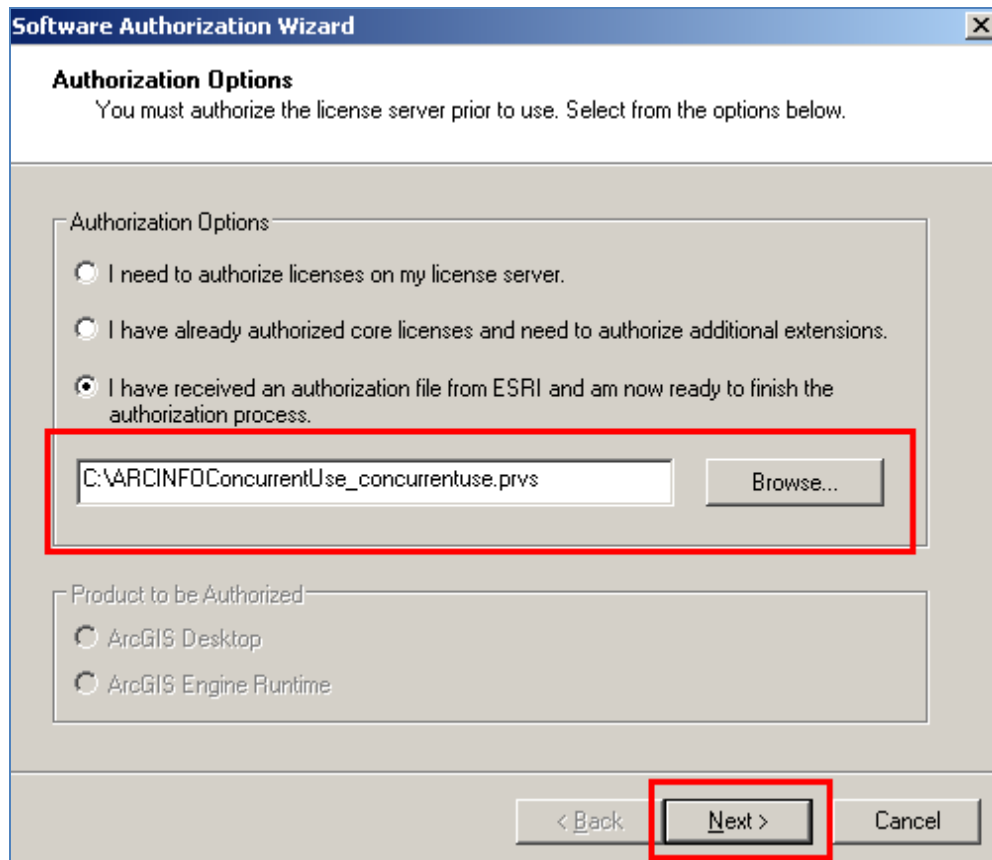 Software Authorization Wizard
Authorization Options
You must authorize the license server prior to use. Select from the options below.
Authorization Options
I need to authorize licenses on my license server.
I have already authorized core licenses and need to authorize additional extensions.
I have received an authorization file from ESRI and am now ready to finish the
authorization process.
C:\ARCINFOConcurrentUse_concurrentuse.prvs
Browse...
Product to be Authorized
ArcGIS Desktop
ArcGIS Engine Runtime
< Back Next > Cancel